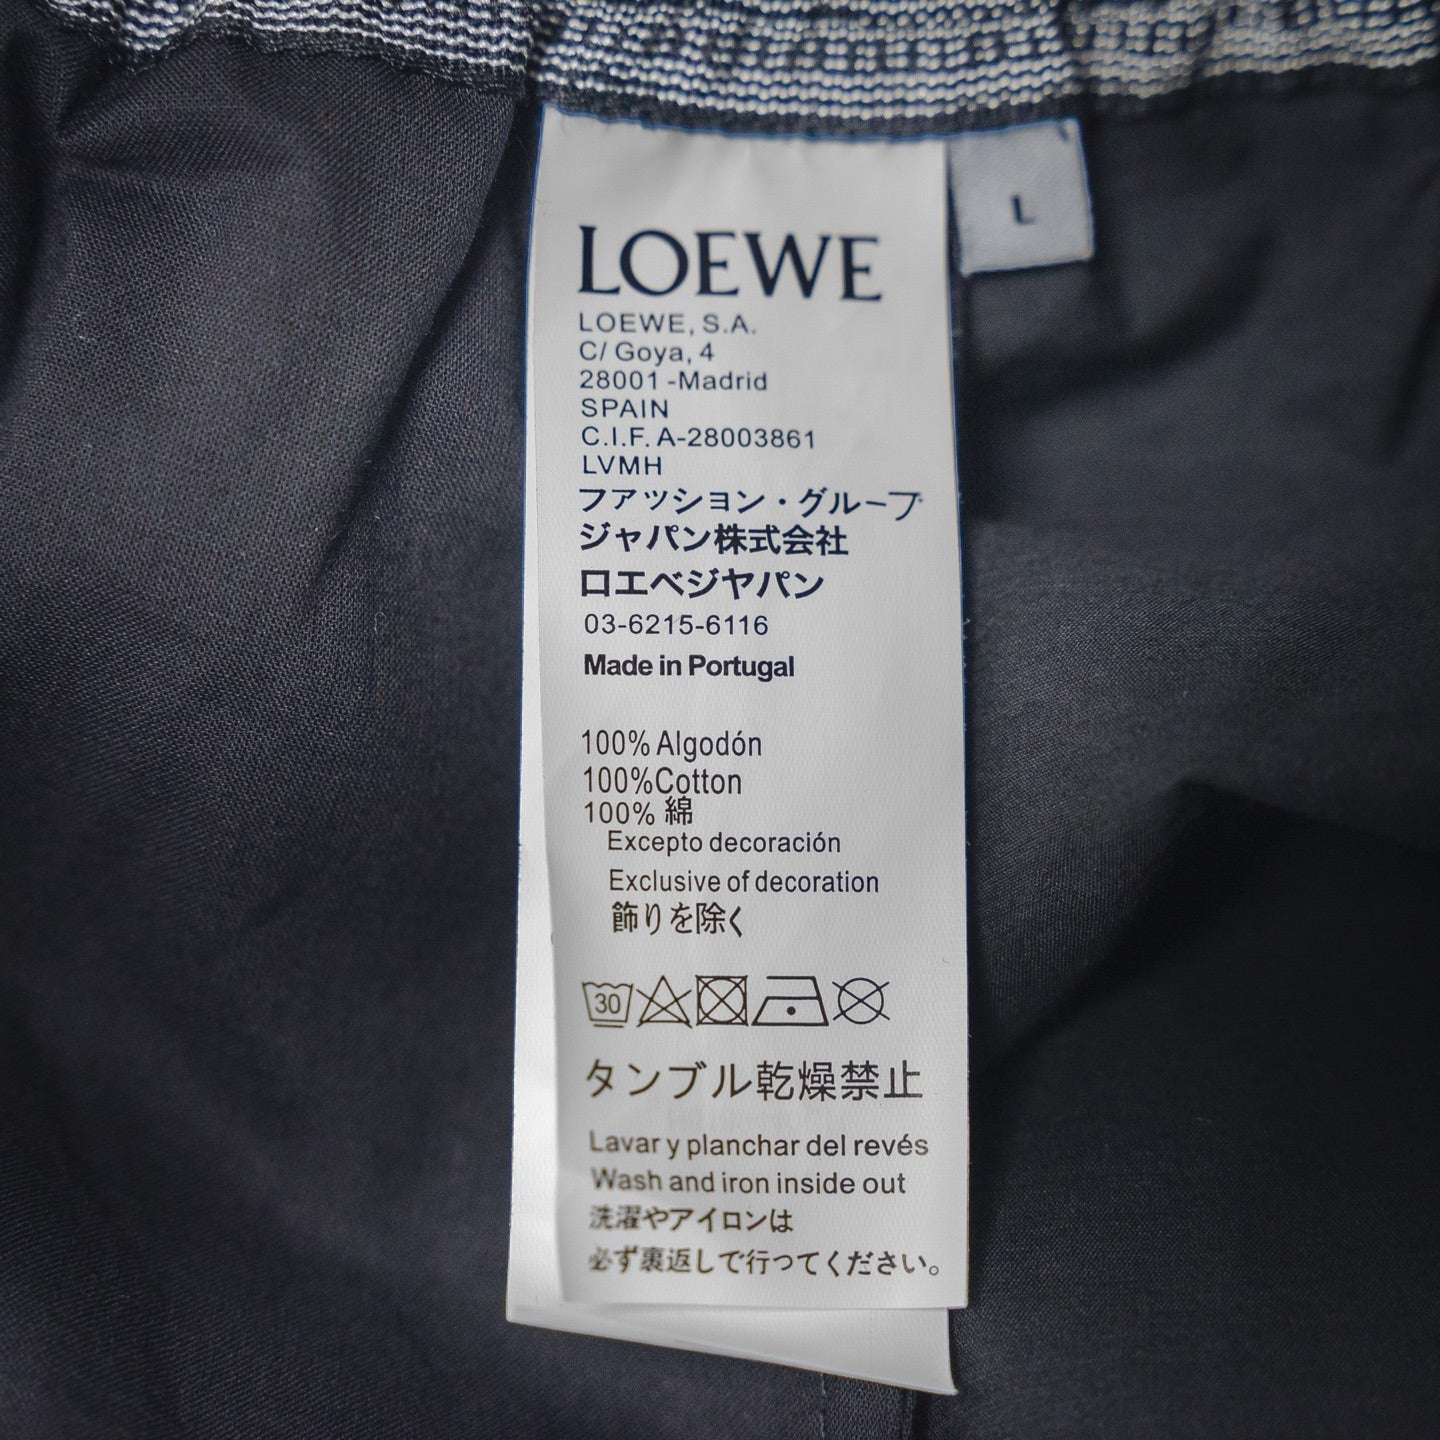 LOEWE
L
LOEWE, S.A.
C/ Goya, 4
28001 -Madrid
SPAIN
C.I.F. A-28003861
LVMH
ファッション・グループ
ジャパン株式会社
ロエベジヤパン
03-6215-6116
Made in Portugal
100% Algodón
100%Cotton
100% 綿
Excepto decoración
Exclusive of decoration
飾りを除く
30
タンブル乾燥禁止
Lavar y planchar del revés
Wash and iron inside out
洗濯やアイロンは
必ず裏返しで行ってください。